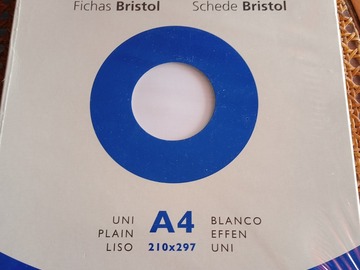 Fichas Bristol Schede Bristol
UNI A4 BLANCO
PLAIN EFFEN
LISO 210x297 UNI